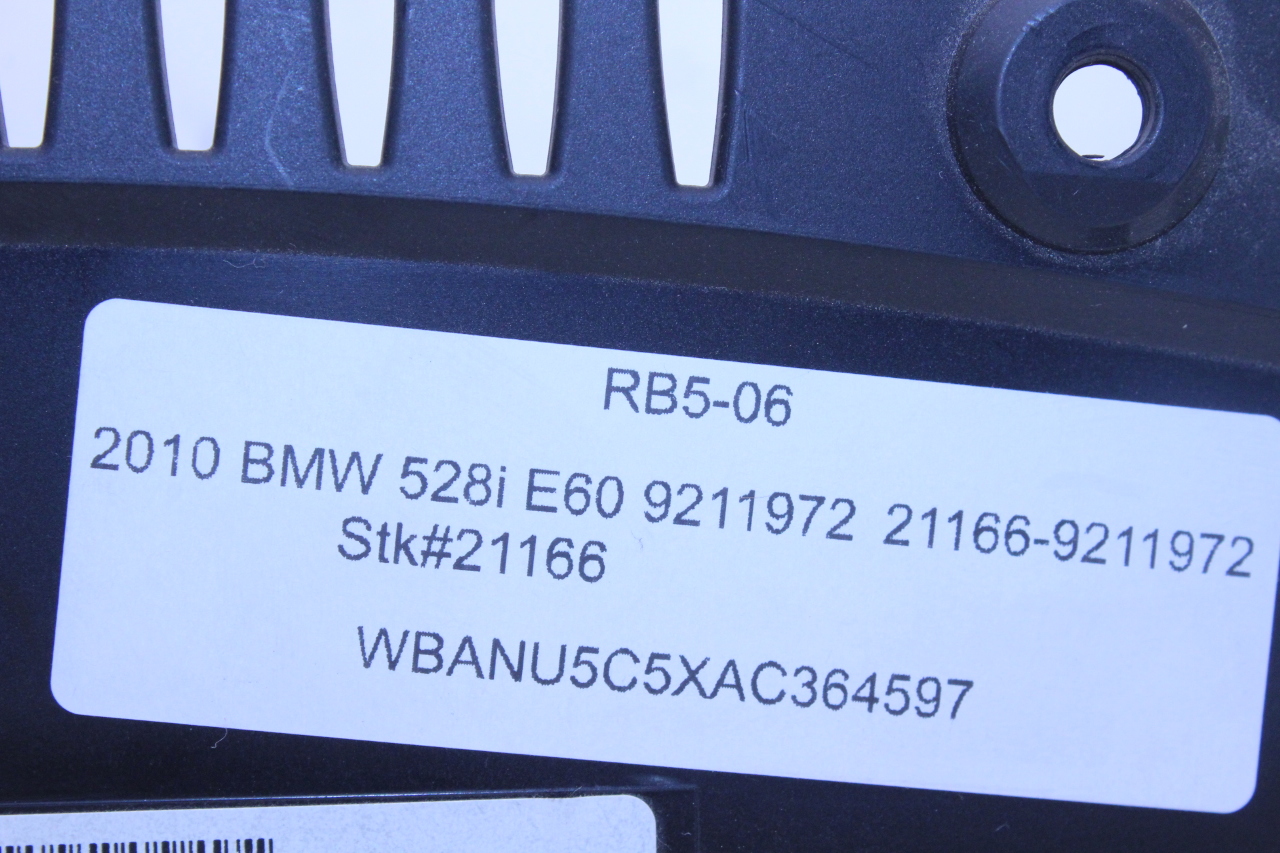 RB5-06
2010 BMW 528i E60 9211972 21166-9211972
Stk#21166
WBANU5C5XAC364597